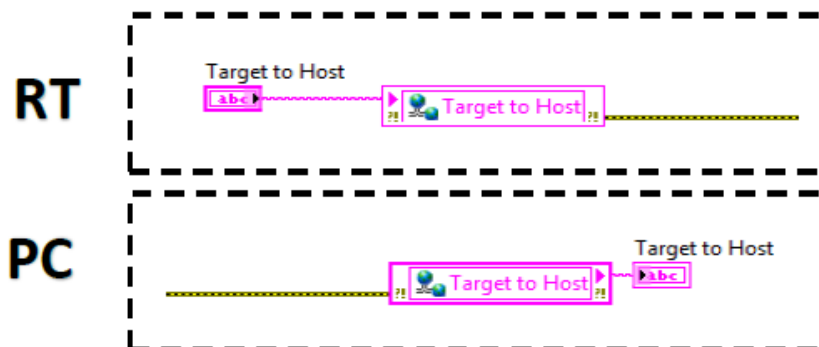 RT
Target to Host
abc
?! Target to Host ?!
PC
Target to Host
?! Target to Host ?!
abc